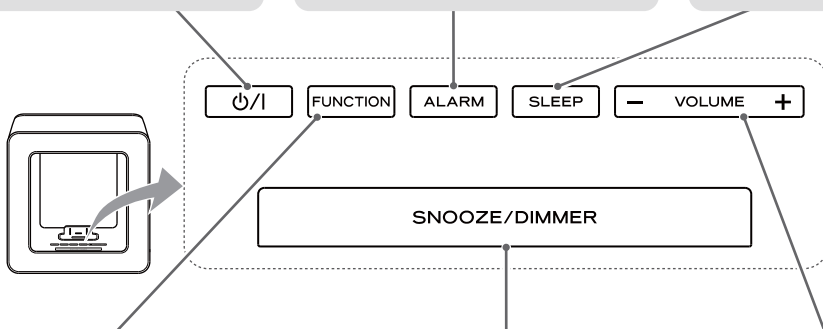 ⏻/I FUNCTION ALARM SLEEP − VOLUME +
SNOOZE/DIMMER